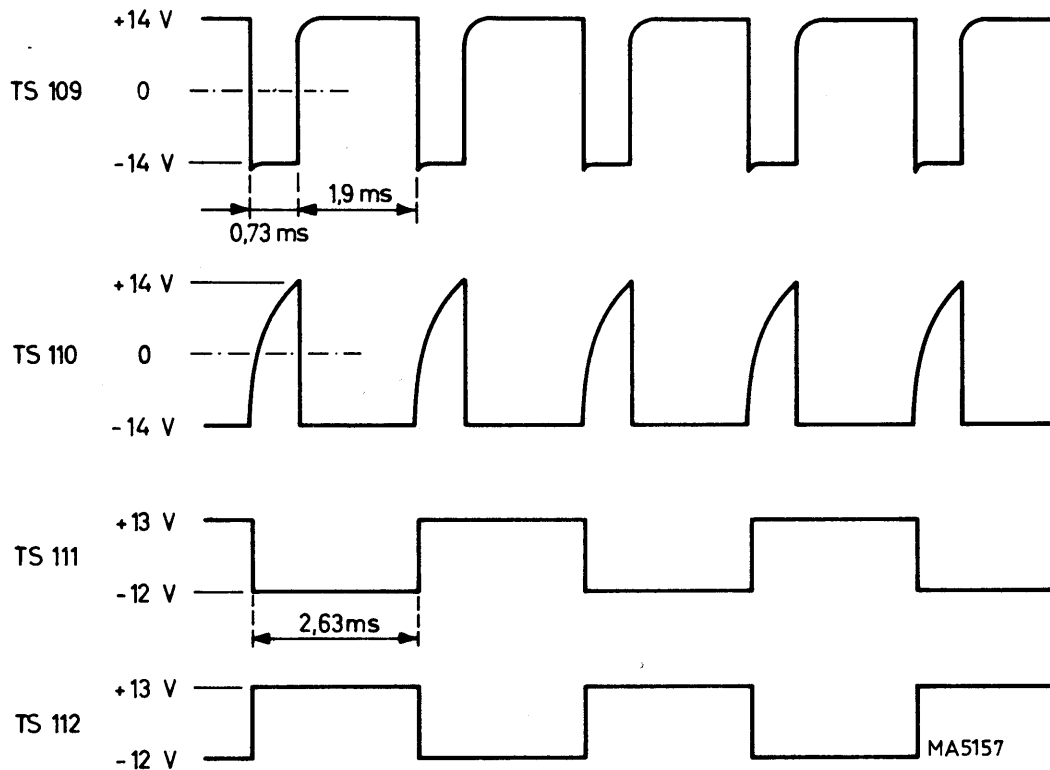 +14 V
TS 109 0
-14 V
1,9 ms
0,73 ms
+14 V
TS 110 0
-14 V
+13 V
TS 111
-12 V
2,63ms
+13 V
TS 112
-12 V
MA5157